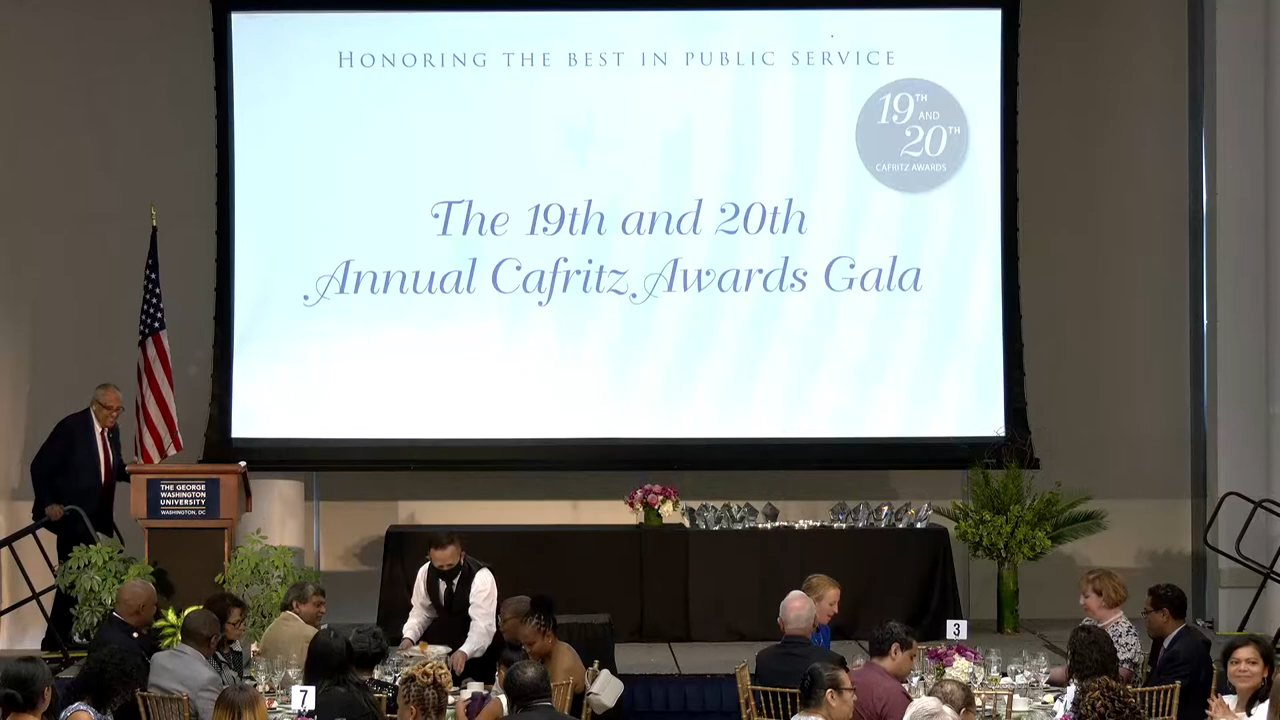 HONORING THE BEST IN PUBLIC SERVICE
19TH
AND
20TH
CAFRITZ AWARDS
The 19th and 20th
Annual Cafritz Awards Gala
THE GEORGE
WASHINGTON
UNIVERSITY
WASHINGTON, DC
3
7